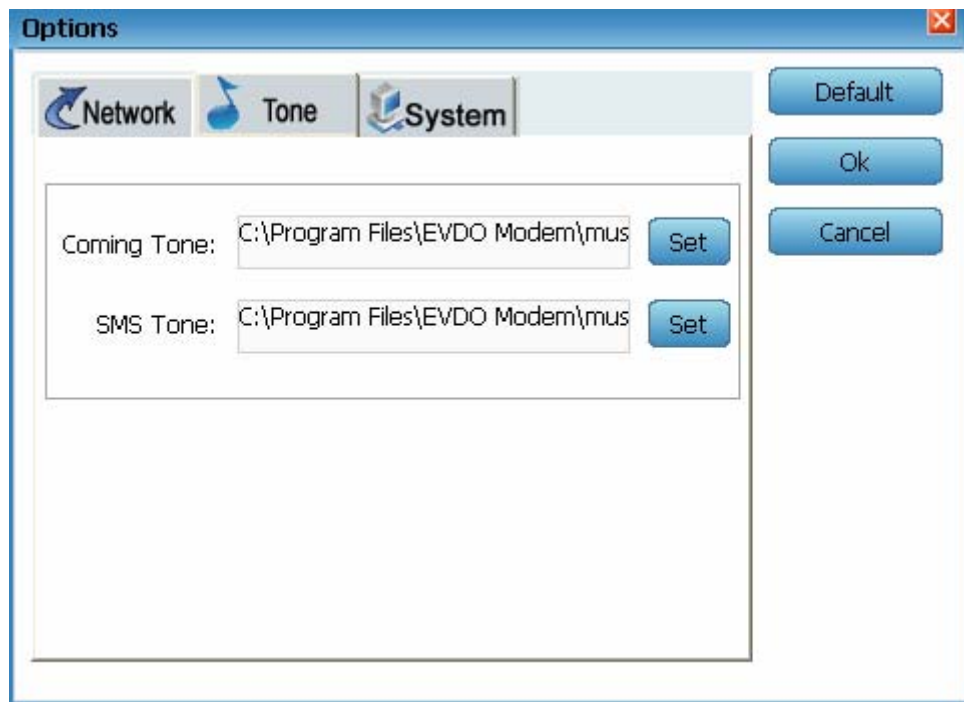 Options
Network Tone System
Default
Ok
Cancel
Coming Tone: C:\Program Files\EVDO Modem\mus Set
SMS Tone: C:\Program Files\EVDO Modem\mus Set